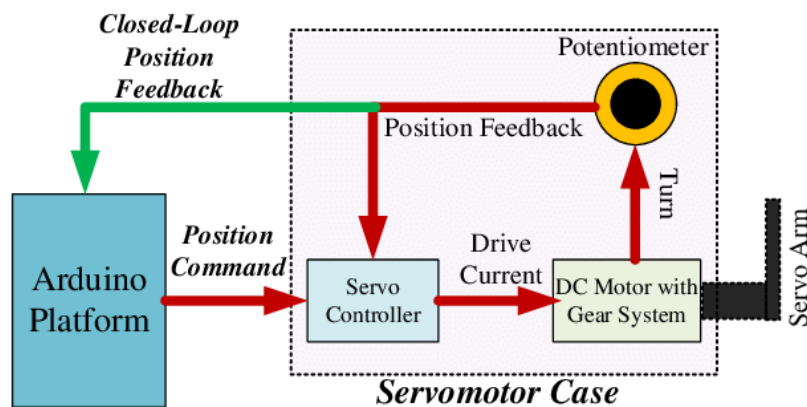 Closed-Loop
Position
Feedback
Potentiometer
Position Feedback
Turn
Servo Arm
Position
Command
Drive
Current
Arduino
Platform
Servo
Controller
DC Motor with
Gear System
Servomotor Case